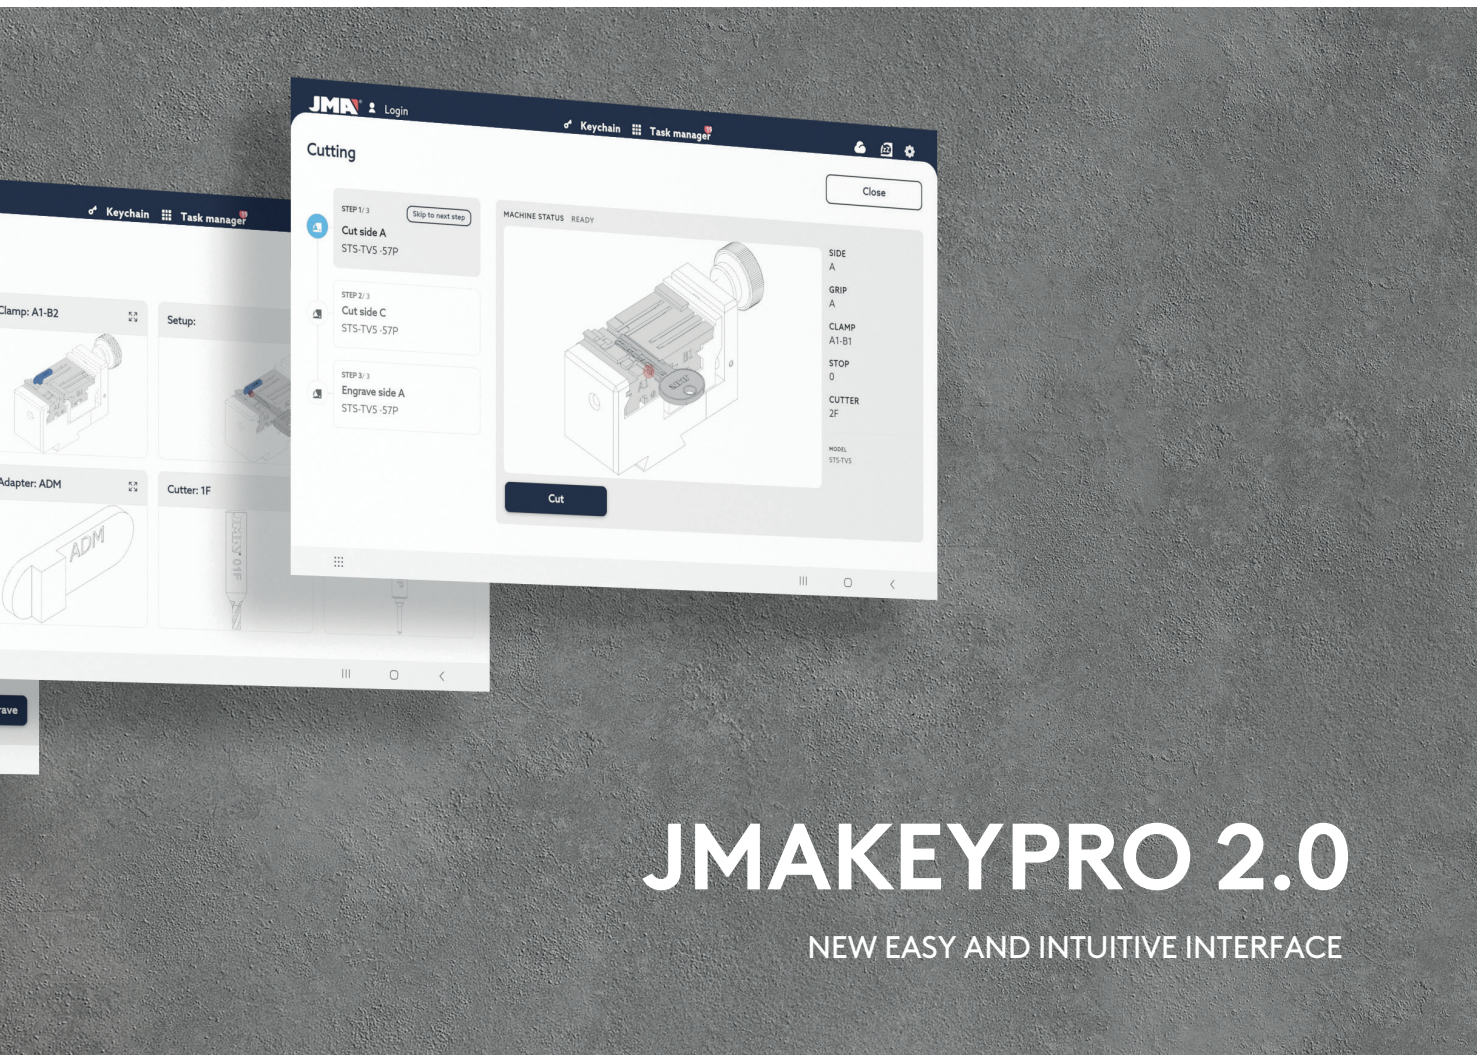 JMA Login
Keychain Task manager
Cutting
Close
STEP 1/3
Skip to next step
Cut side A
STS-TV5 -57P
STEP 2/3
Cut side C
STS-TV5 -57P
STEP 3/3
Engrave side A
STS-TV5 -57P
MACHINE STATUS READY
SIDE
A
GRIP
A
CLAMP
A1-B1
STOP
0
CUTTER
2F
MODEL
STS-TV5
Cut
Keychain Task manager
Clamp: A1-B2
Setup:
Adapter: ADM
Cutter: 1F
ADM
01F
JMAKEYPRO 2.0
NEW EASY AND INTUITIVE INTERFACE